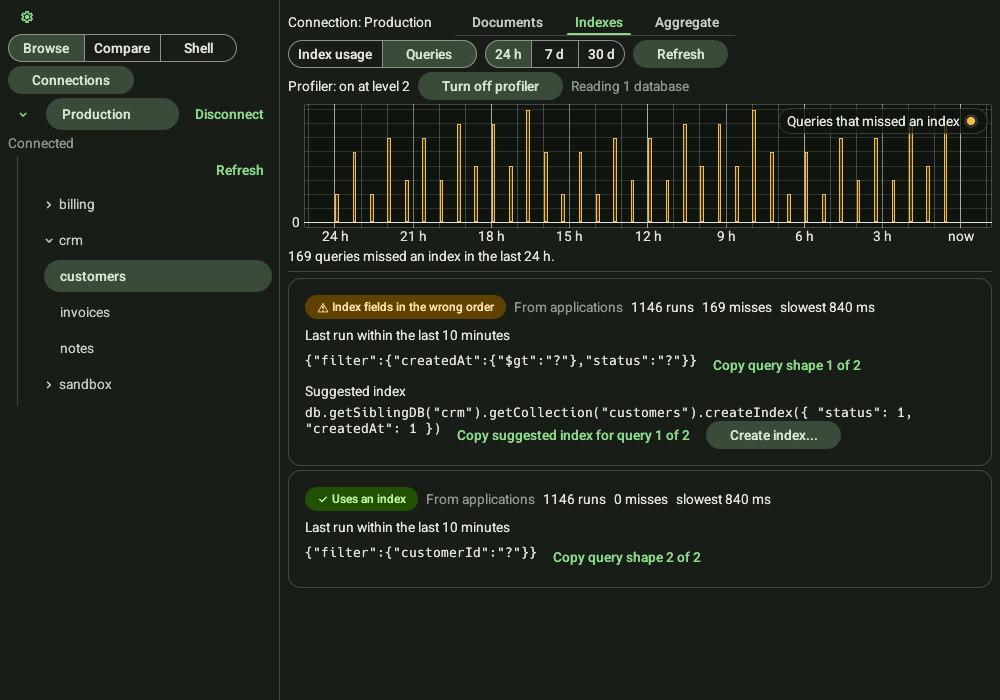 Browse Compare Shell
Connections
Production Disconnect
Connected
Refresh
billing
crm
customers
invoices
notes
sandbox
Connection: Production Documents Indexes Aggregate
Index usage Queries 24 h 7 d 30 d Refresh
Profiler: on at level 2 Turn off profiler Reading 1 database
Queries that missed an index
0
24 h 21 h 18 h 15 h 12 h 9 h 6 h 3 h now
169 queries missed an index in the last 24 h.
Index fields in the wrong order From applications 1146 runs 169 misses slowest 840 ms
Last run within the last 10 minutes
{"filter":{"createdAt":{"$gt":"?"},"status":"?"}} Copy query shape 1 of 2
Suggested index
db.getSiblingDB("crm").getCollection("customers").createIndex({ "status": 1,
"createdAt": 1 }) Copy suggested index for query 1 of 2 Create index...
Uses an index From applications 1146 runs 0 misses slowest 840 ms
Last run within the last 10 minutes
{"filter":{"customerId":"?"}} Copy query shape 2 of 2